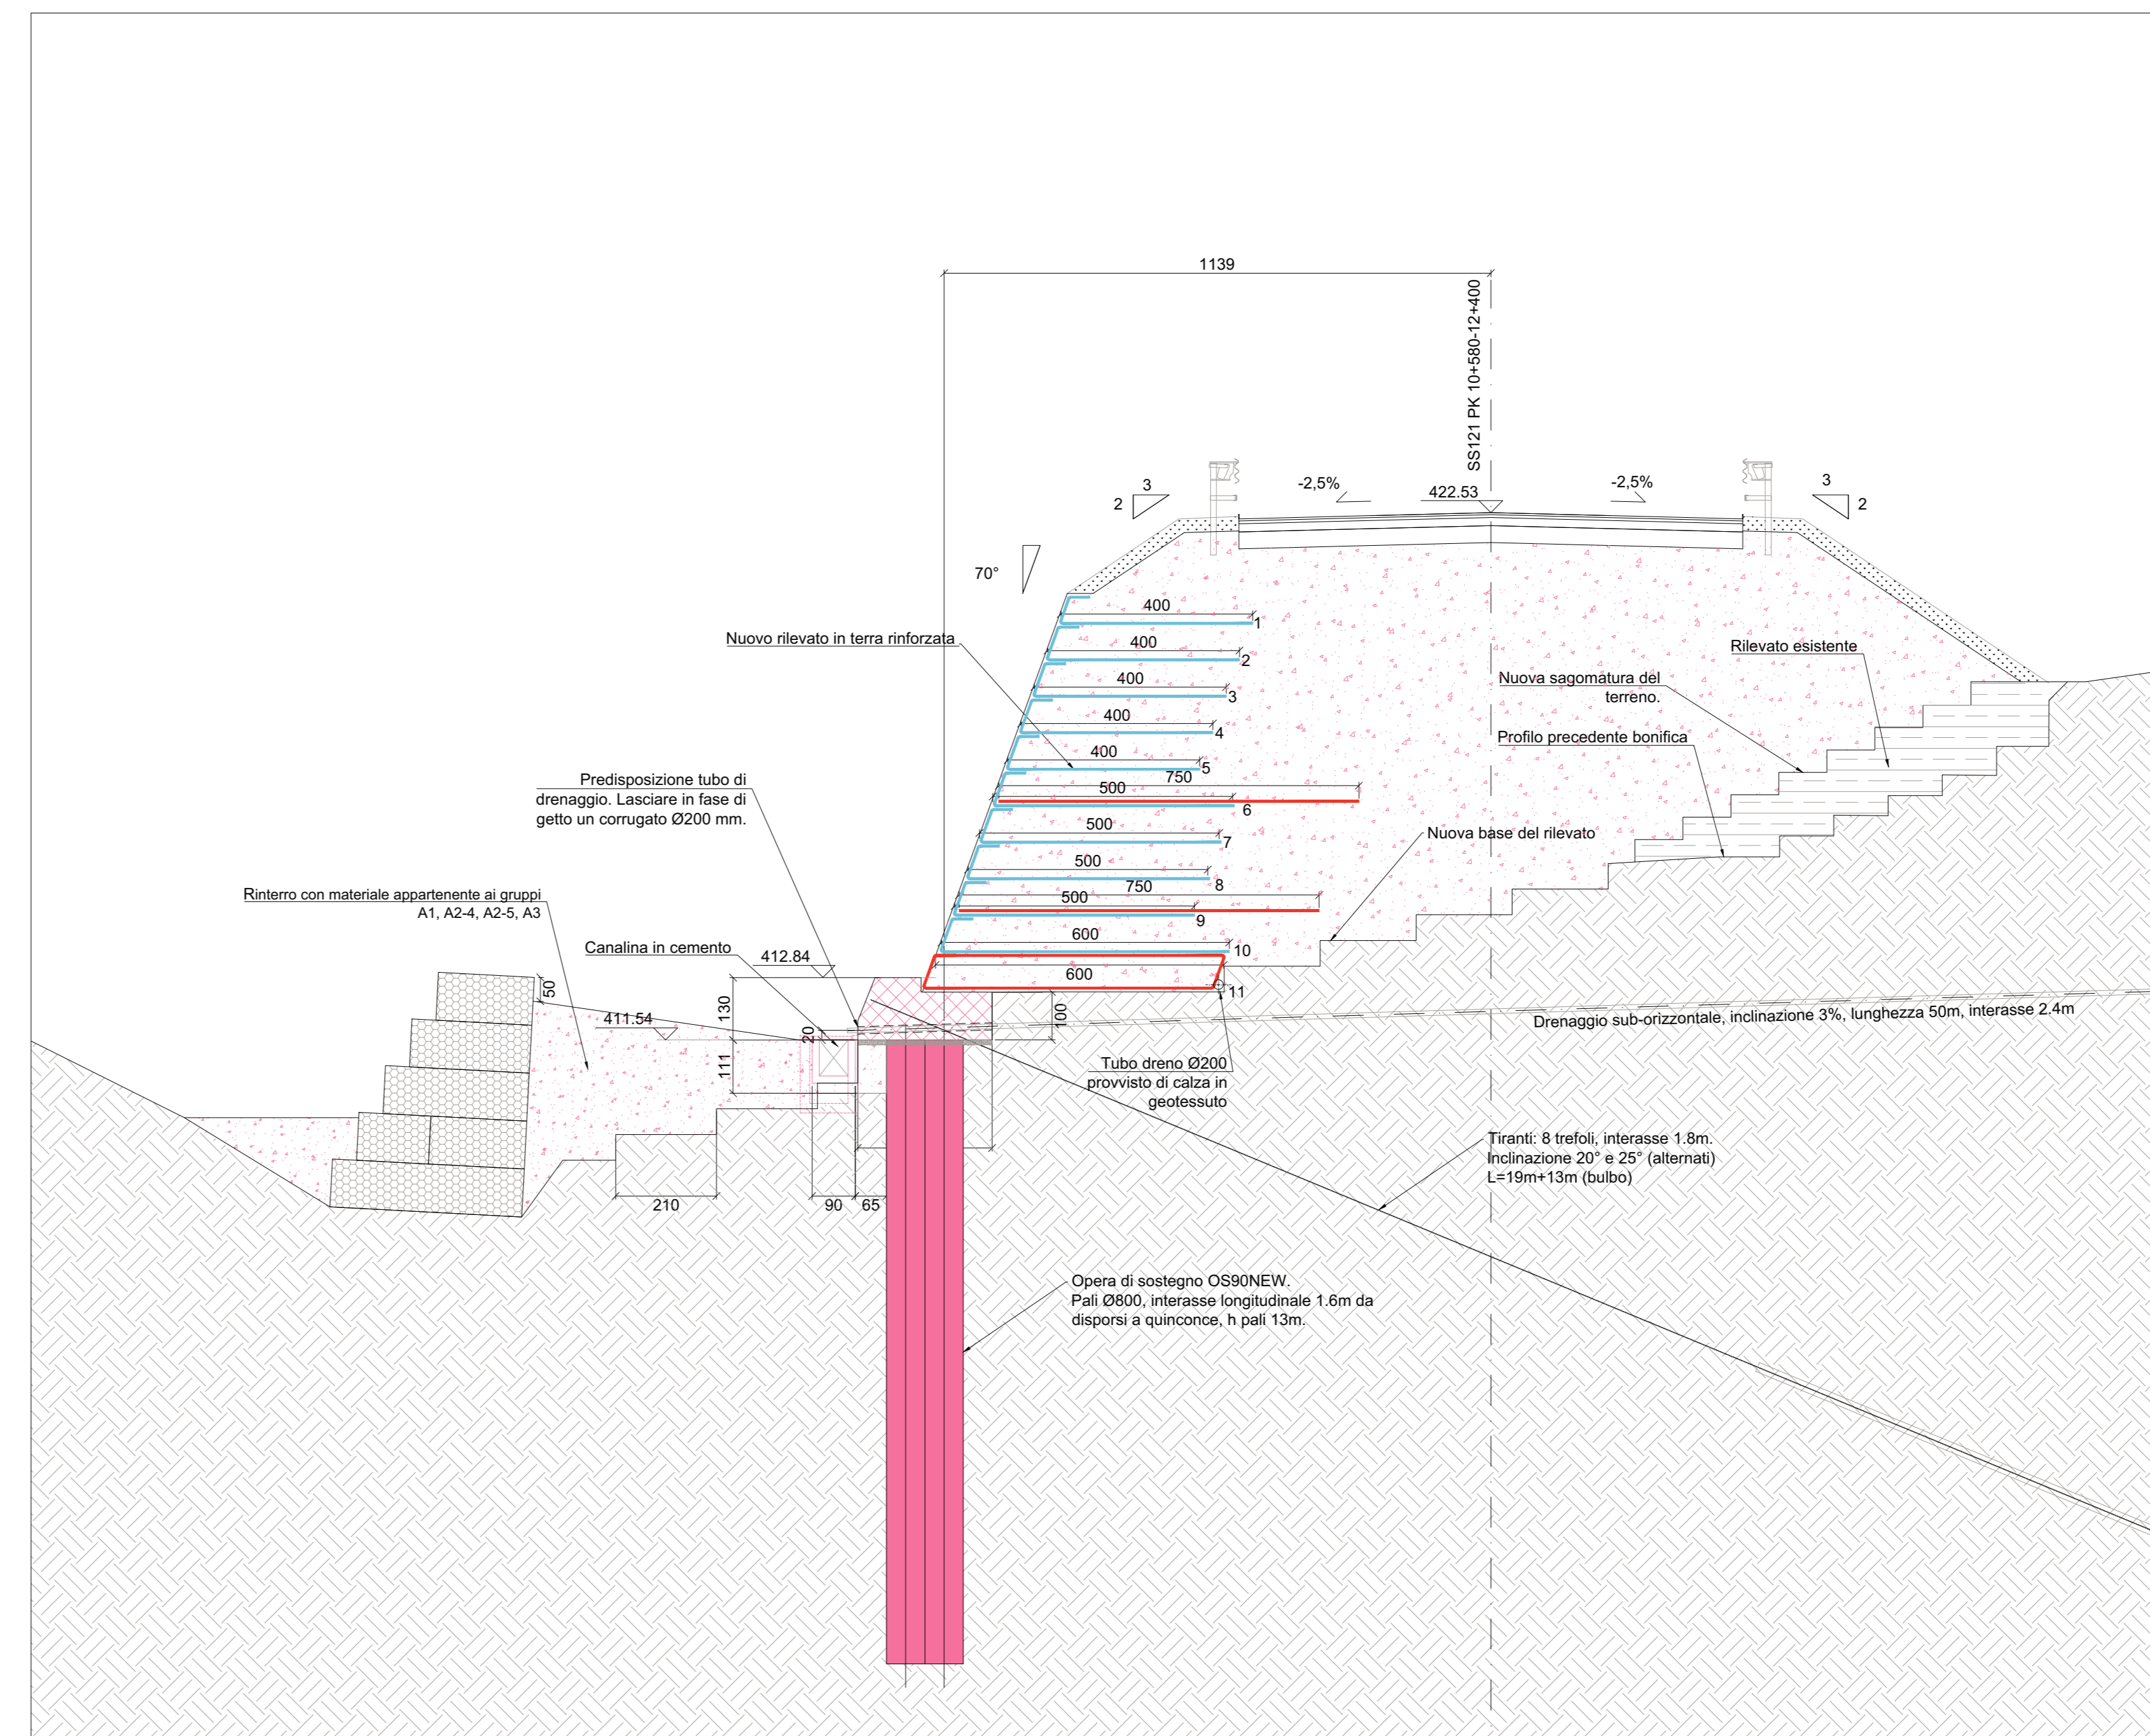 1139
SS121 PK 10+580-12+400
3
2
-2,5%
422.53
-2,5%
3
2
70°
400
1
Nuovo rilevato in terra rinforzata
400
2
Rilevato esistente
400
3
Nuova sagomatura del
terreno.
400
4
Profilo precedente bonifica
400
5
750
Predisposizione tubo di
drenaggio. Lasciare in fase di
getto un corrugato Ø200 mm.
500
6
500
7
Nuova base del rilevato
500
8
750
Rinterro con materiale appartenente ai gruppi
A1, A2-4, A2-5, A3
500
9
600
10
Canalina in cemento
412.84
600
11
50
130
100
411.54
20
111
Drenaggio sub-orizzontale, inclinazione 3%, lunghezza 50m, interasse 2.4m
Tubo dreno Ø200
provvisto di calza in
geotessuto
Tiranti: 8 trefoli, interasse 1.8m.
Inclinazione 20° e 25° (alternati)
L=19m+13m (bulbo)
210
90
65
Opera di sostegno OS90NEW.
Pali Ø800, interasse longitudinale 1.6m da
disporsi a quinconce, h pali 13m.